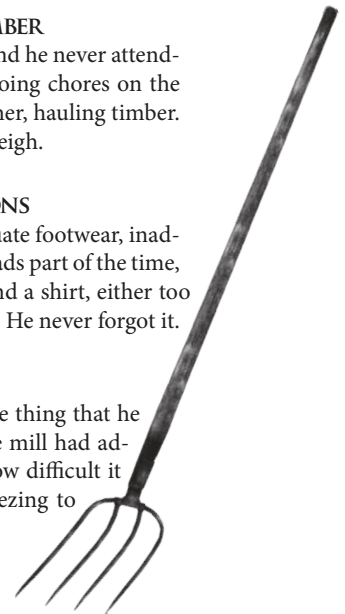 MBER
nd he never attend-
oing chores on the
her, hauling timber.
eigh.
ONS
uate footwear, inad-
ads part of the time,
nd a shirt, either too
He never forgot it.
e thing that he
e mill had ad-
ow difficult it
ezing to